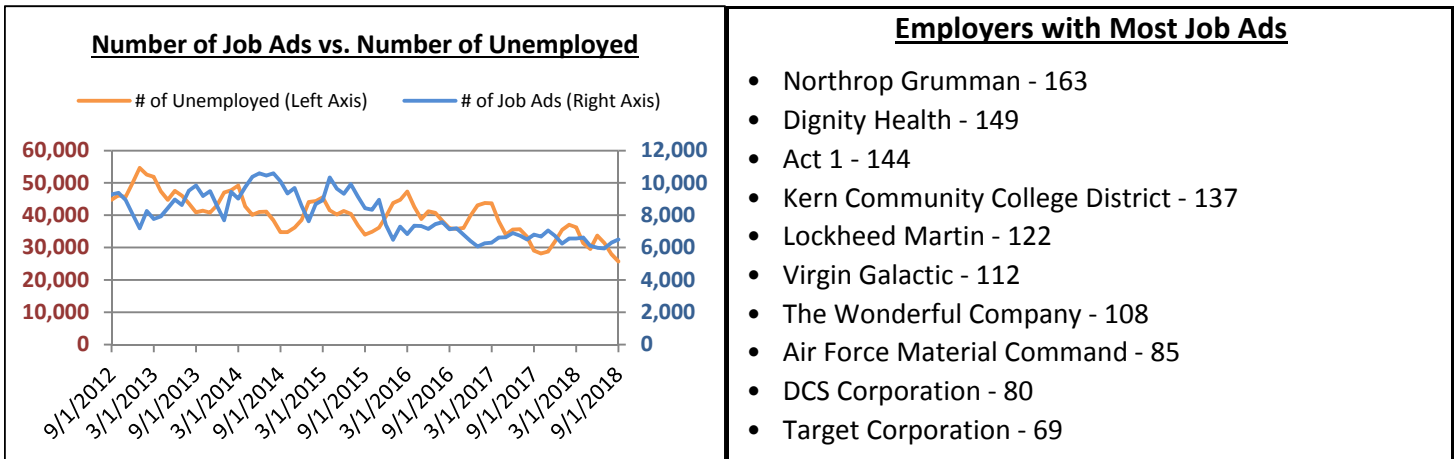 Number of Job Ads vs. Number of Unemployed
# of Unemployed (Left Axis)
# of Job Ads (Right Axis)
60,000
50,000
40,000
30,000
20,000
10,000
0
12,000
10,000
8,000
6,000
4,000
2,000
0
9/1/2012
3/1/2013
9/1/2013
3/1/2014
9/1/2014
3/1/2015
9/1/2015
3/1/2016
9/1/2016
3/1/2017
9/1/2017
3/1/2018
9/1/2018
Employers with Most Job Ads
• Northrop Grumman - 163
• Dignity Health - 149
• Act 1 - 144
• Kern Community College District - 137
• Lockheed Martin - 122
• Virgin Galactic - 112
• The Wonderful Company - 108
• Air Force Material Command - 85
• DCS Corporation - 80
• Target Corporation - 69